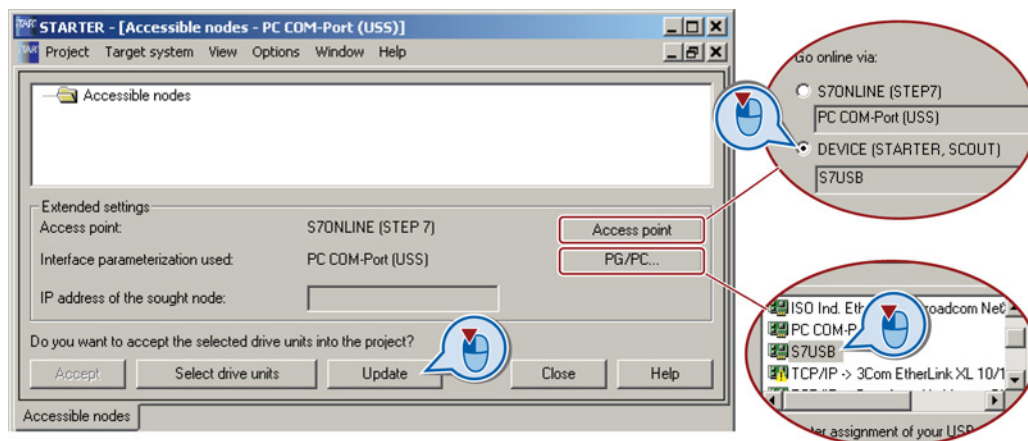 STARTER - [Accessible nodes - PC COM-Port (USS)]
Project Target system View Options Window Help
Accessible nodes
Extended settings
Access point: S7ONLINE (STEP 7) Access point
Interface parameterization used: PC COM-Port (USS) PG/PC...
IP address of the sought node:
Do you want to accept the selected drive units into the project?
Accept Select drive units Update Close Help
Accessible nodes
Go online via:
S7ONLINE (STEP7)
PC COM-Port (USS)
DEVICE (STARTER, SCOUT)
S7USB
ISO Ind.
PC COM-P
S7USB
TCP/IP -> 3Com EtherLink XL 10/1
assignment of your USB